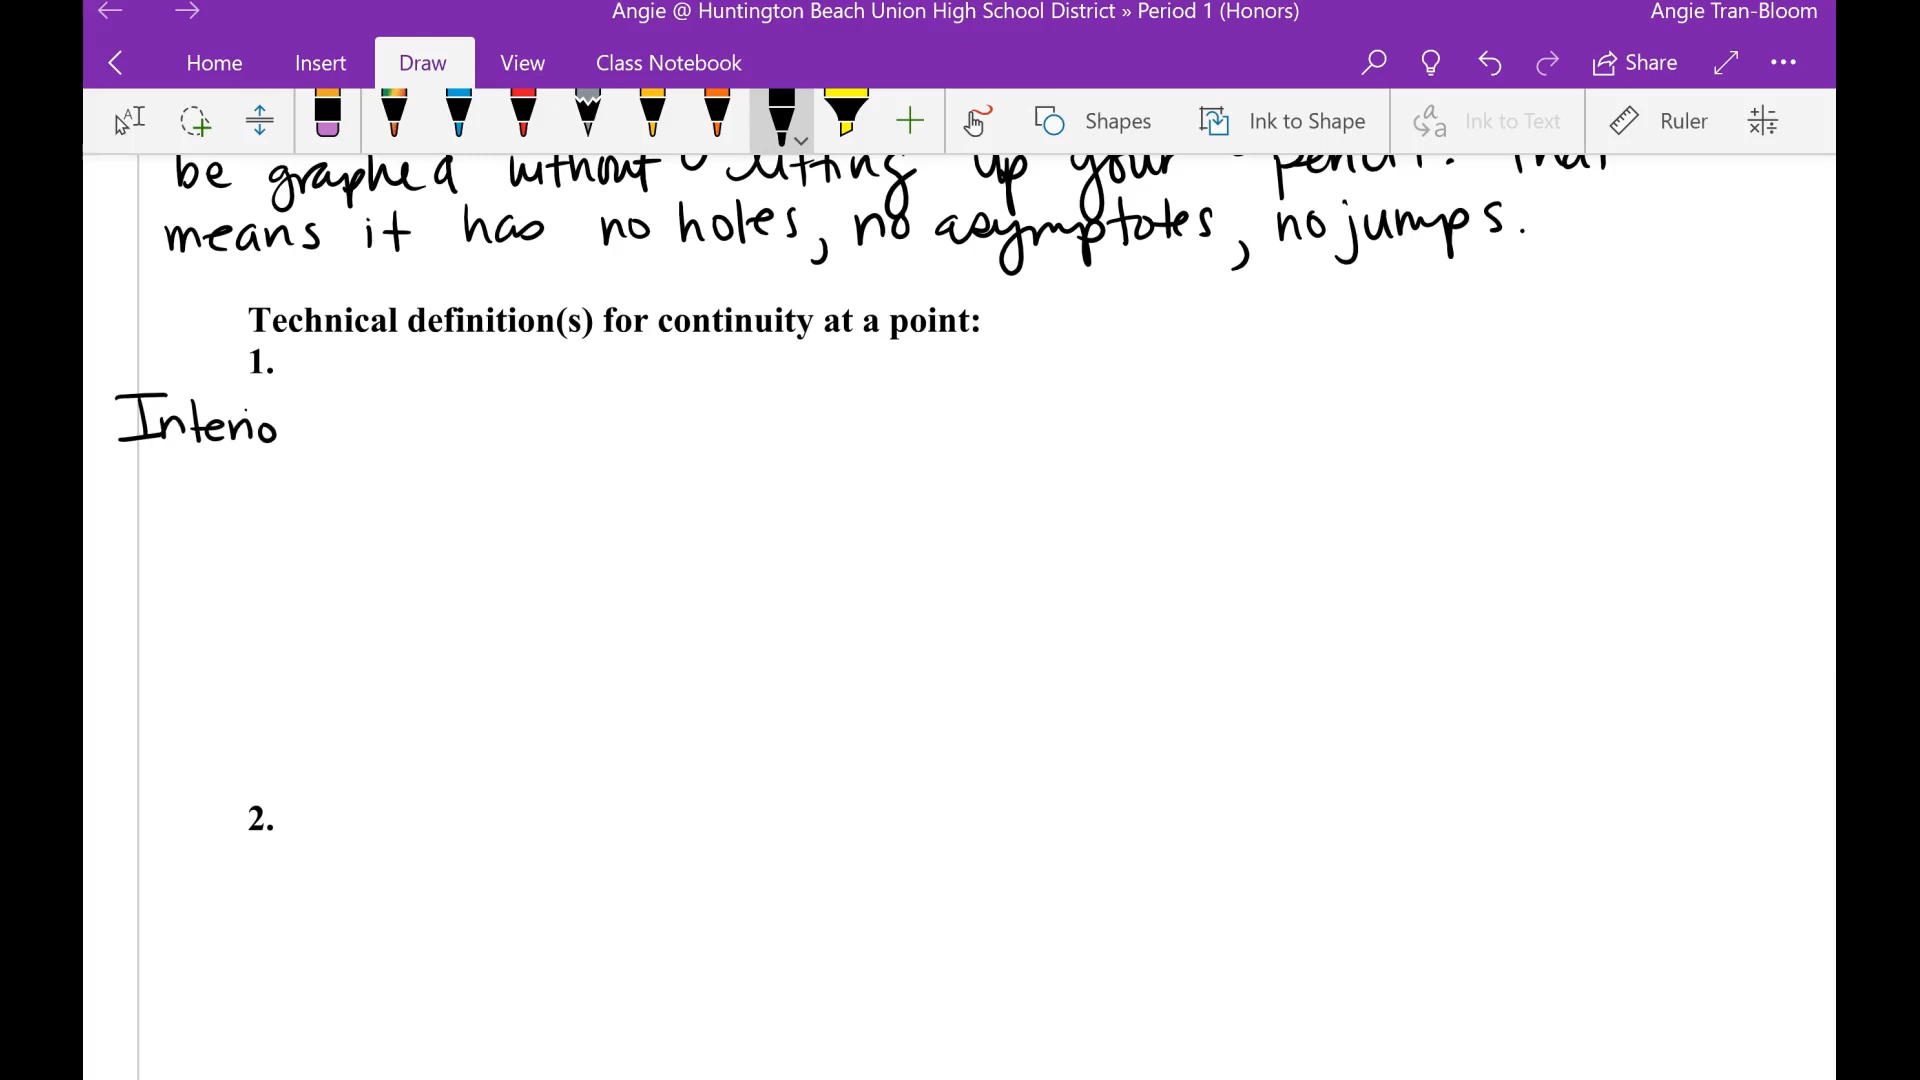 Angie @ Huntington Beach Union High School District » Period 1 (Honors) Angie Tran-Bloom
Home Insert Draw View Class Notebook Share
Shapes Ink to Shape Ink to Text Ruler
be graphed without lifting up your pencil. That
means it has no holes, no asymptotes, no jumps.
Technical definition(s) for continuity at a point:
1.
Interio
2.